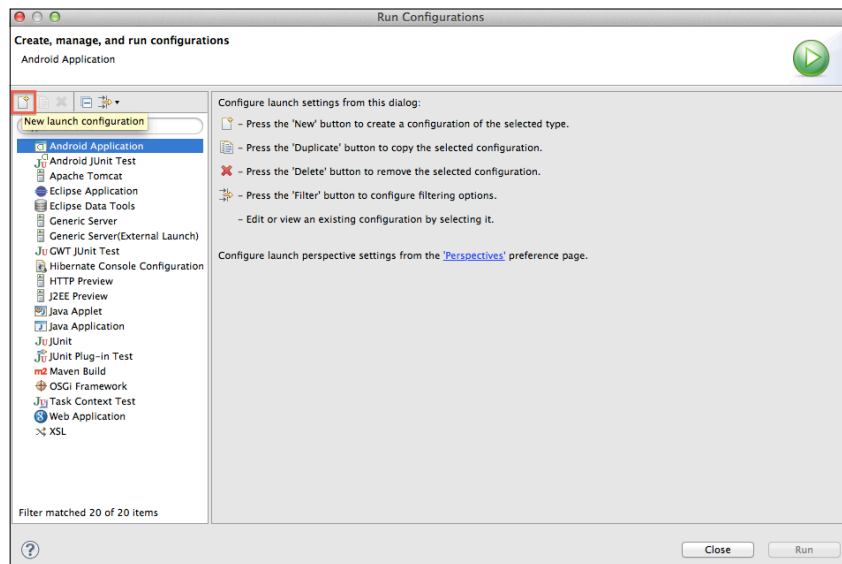 Run Configurations
Create, manage, and run configurations
Android Application
New launch configuration
Android Application
Android JUnit Test
Apache Tomcat
Eclipse Application
Eclipse Data Tools
Generic Server
Generic Server(External Launch)
GWT JUnit Test
Hibernate Console Configuration
HTTP Preview
J2EE Preview
Java Applet
Java Application
JUnit
JUnit Plug-in Test
Maven Build
OSGi Framework
Task Context Test
Web Application
XSL
Filter matched 20 of 20 items
Configure launch settings from this dialog:
- Press the 'New' button to create a configuration of the selected type.
- Press the 'Duplicate' button to copy the selected configuration.
- Press the 'Delete' button to remove the selected configuration.
- Press the 'Filter' button to configure filtering options.
- Edit or view an existing configuration by selecting it.
Configure launch perspective settings from the 'Perspectives' preference page.
?
Close
Run